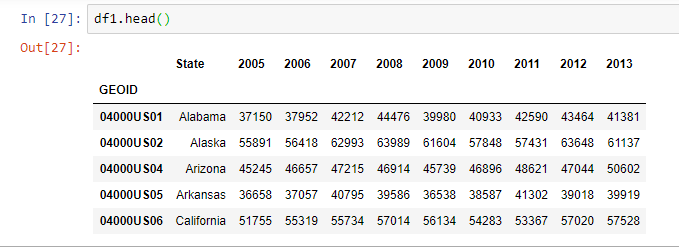 In [27]: df1.head()
Out[27]:
State 2005 2006 2007 2008 2009 2010 2011 2012 2013
GEOID
04000US01 Alabama 37150 37952 42212 44476 39980 40933 42590 43464 41381
04000US02 Alaska 55891 56418 62993 63989 61604 57848 57431 63648 61137
04000US04 Arizona 45245 46657 47215 46914 45739 46896 48621 47044 50602
04000US05 Arkansas 36658 37057 40795 39586 36538 38587 41302 39018 39919
04000US06 California 51755 55319 55734 57014 56134 54283 53367 57020 57528